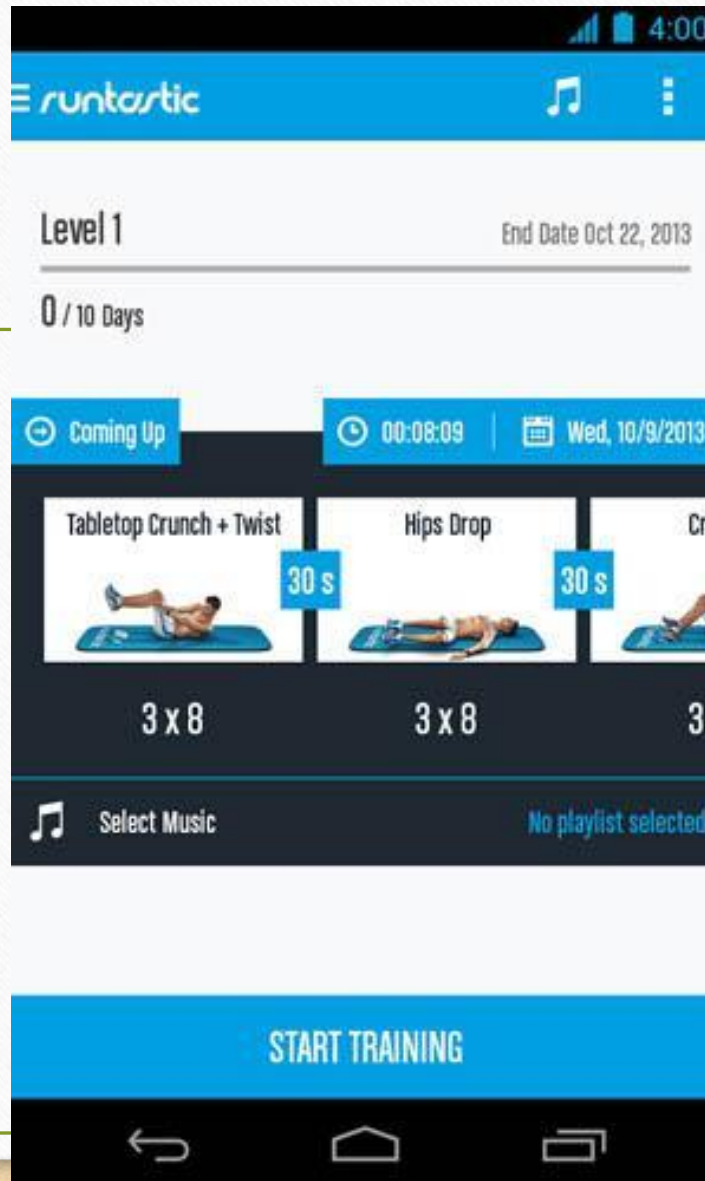 4:00
runtastic
Level 1
End Date Oct 22, 2013
0 / 10 Days
Coming Up
00:08:09
Wed, 10/9/2013
Tabletop Crunch + Twist
Hips Drop
Cr
30 s
30 s
3 x 8
3 x 8
3
Select Music
No playlist selected
START TRAINING